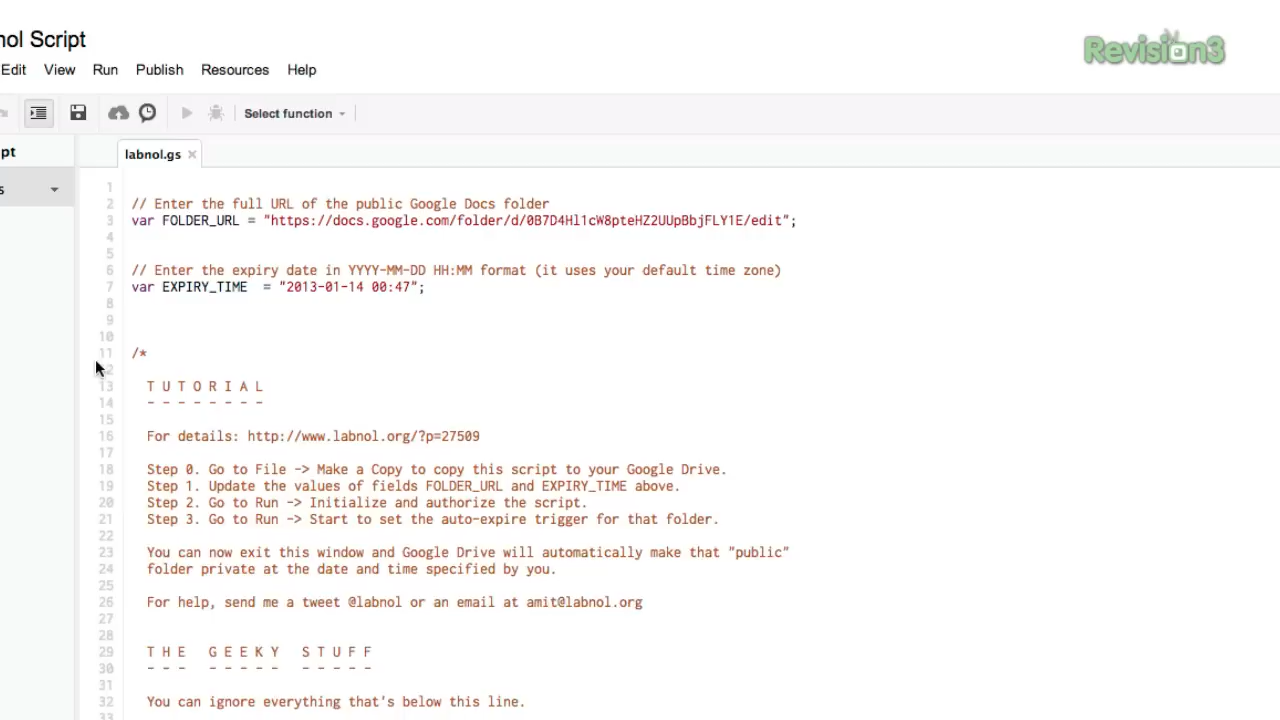 nol Script
Revision3
Edit View Run Publish Resources Help
Select function
pt
labnol.gs
s
1
2 // Enter the full URL of the public Google Docs folder
3 var FOLDER_URL = "https://docs.google.com/folder/d/0B7D4Hl1cW8pteHZ2UUpBbjFLY1E/edit";
4
5
6 // Enter the expiry date in YYYY-MM-DD HH:MM format (it uses your default time zone)
7 var EXPIRY_TIME = "2013-01-14 00:47";
8
9
10
11 /*
2
13 T U T O R I A L
14 - - - - - - - -
15
16 For details: http://www.labnol.org/?p=27509
17
18 Step 0. Go to File -> Make a Copy to copy this script to your Google Drive.
19 Step 1. Update the values of fields FOLDER_URL and EXPIRY_TIME above.
20 Step 2. Go to Run -> Initialize and authorize the script.
21 Step 3. Go to Run -> Start to set the auto-expire trigger for that folder.
22
23 You can now exit this window and Google Drive will automatically make that "public"
24 folder private at the date and time specified by you.
25
26 For help, send me a tweet @labnol or an email at amit@labnol.org
27
28
29 T H E G E E K Y S T U F F
30 - - - - - - - - - - - - -
31
32 You can ignore everything that's below this line.
33